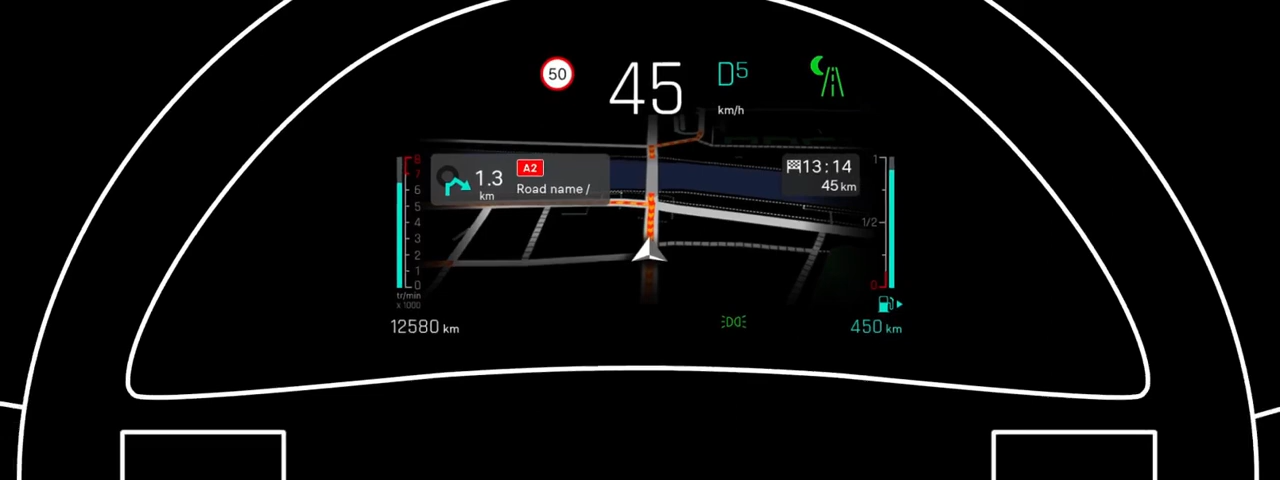 50
45
D5
km/h
1.3
km
A2
Road name /
13:14
45 km
8
7
6
5
4
3
2
1
0
tr/min
x 1000
1
1/2
0
12580 km
450 km